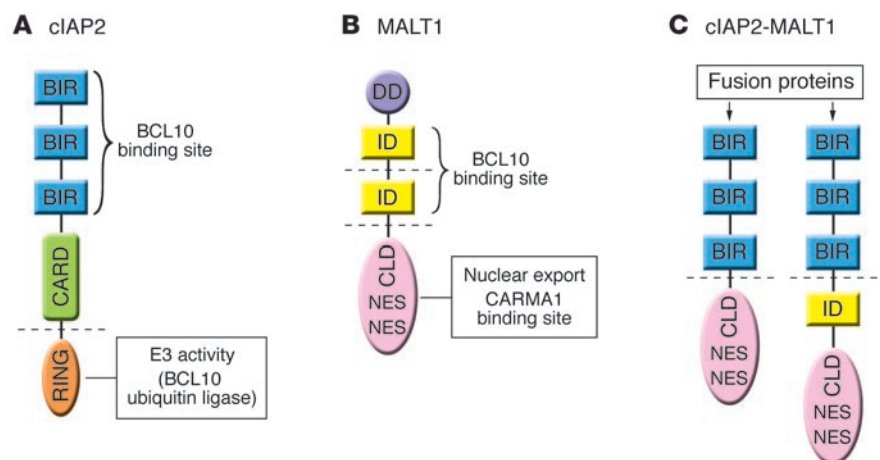 A cIAP2
BIR
BIR
BIR
BCL10
binding site
CARD
RING
E3 activity
(BCL10
ubiquitin ligase)
B MALT1
DD
ID
ID
BCL10
binding site
CLD
NES
NES
Nuclear export
CARMA1
binding site
C cIAP2-MALT1
Fusion proteins
BIR
BIR
BIR
CLD
NES
NES
BIR
BIR
BIR
ID
CLD
NES
NES